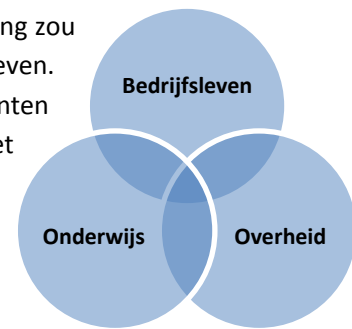 ng zou
even.
nten
et
Bedrijfsleven
Onderwijs
Overheid